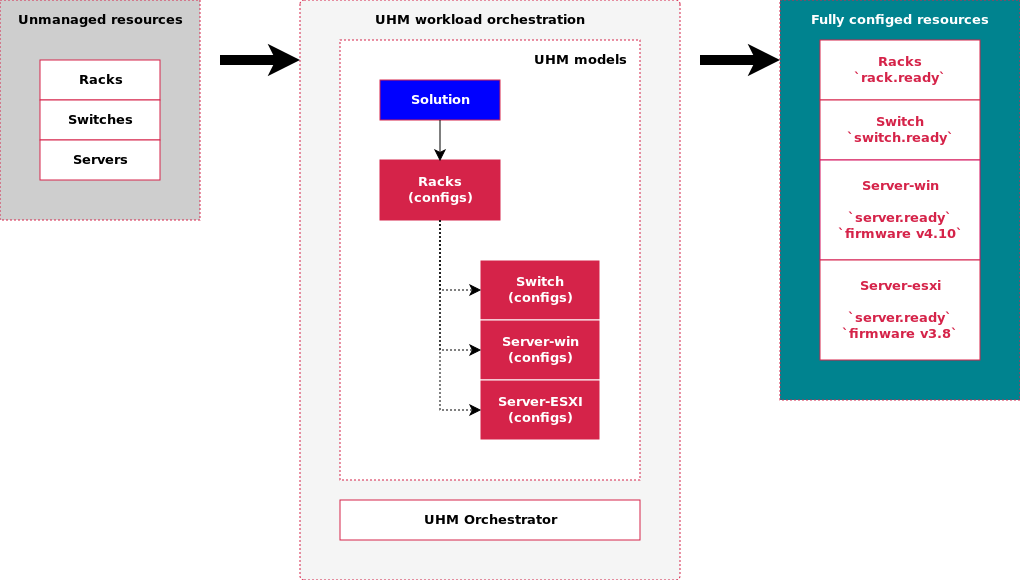 Unmanaged resources
Racks
Switches
Servers
UHM workload orchestration
UHM models
Solution
Racks
(configs)
Switch
(configs)
Server-win
(configs)
Server-ESXI
(configs)
UHM Orchestrator
Fully configed resources
Racks
`rack.ready`
Switch
`switch.ready`
Server-win
`server.ready`
`firmware v4.10`
Server-esxi
`server.ready`
`firmware v3.8`